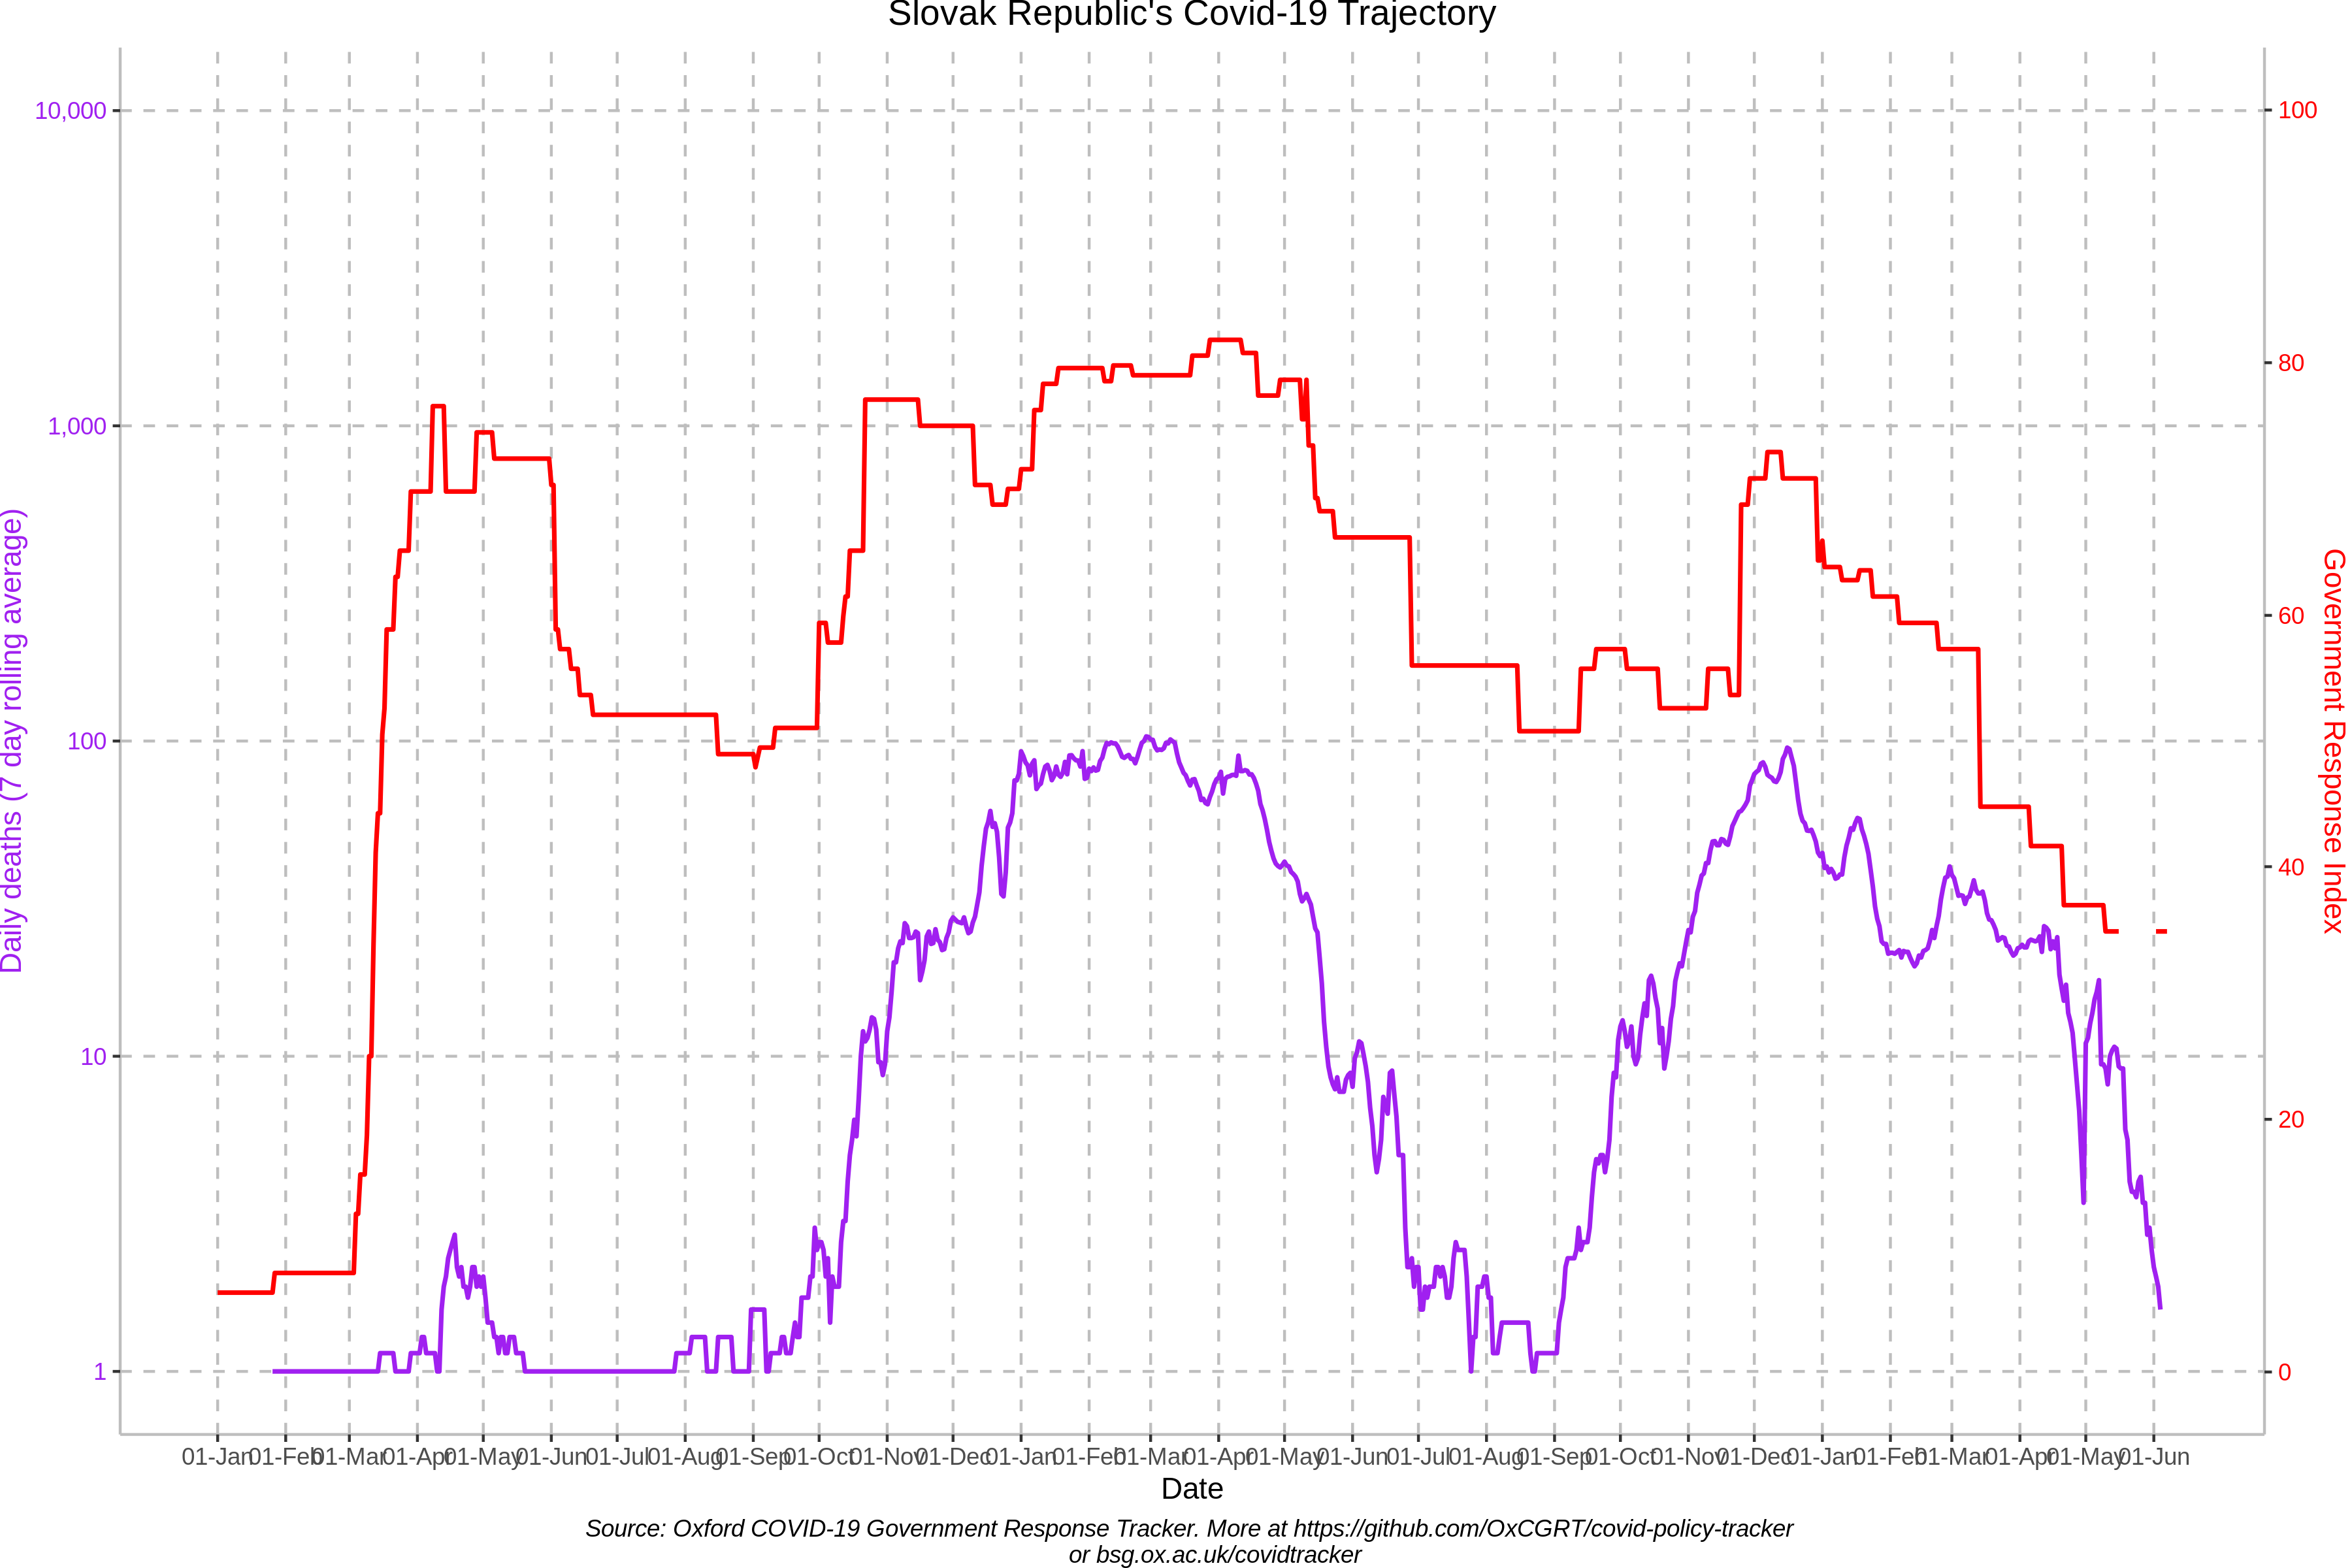 Slovak Republic's Covid-19 Trajectory
10,000
1,000
100
10
1
Daily deaths (7 day rolling average)
100
80
60
40
20
0
Government Response Index
01-Jan 01-Feb 01-Mar 01-Apr 01-May 01-Jun 01-Jul 01-Aug 01-Sep 01-Oct 01-Nov 01-Dec 01-Jan 01-Feb 01-Mar 01-Apr 01-May 01-Jun 01-Jul 01-Aug 01-Sep 01-Oct 01-Nov 01-Dec 01-Jan 01-Feb 01-Mar 01-Apr 01-May 01-Jun
Date
Source: Oxford COVID-19 Government Response Tracker. More at https://github.com/OxCGRT/covid-policy-tracker
or bsg.ox.ac.uk/covidtracker